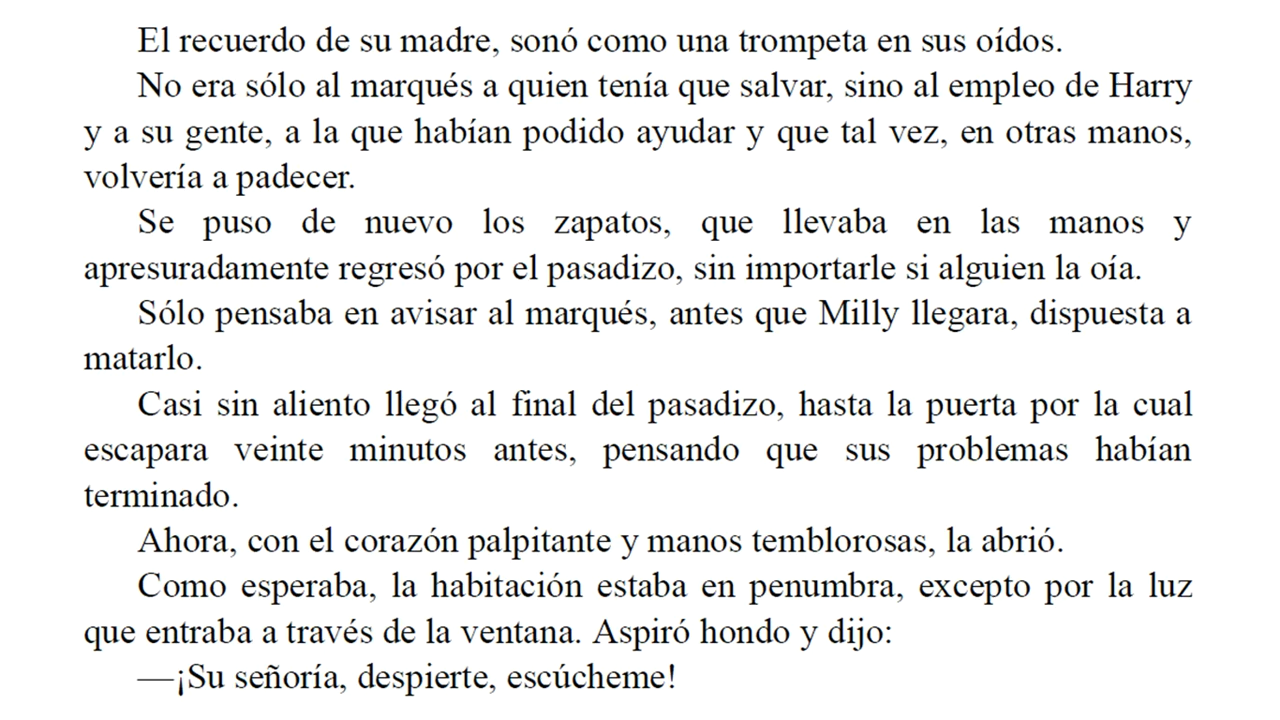 El recuerdo de su madre, sonó como una trompeta en sus oídos.
No era sólo al marqués a quien tenía que salvar, sino al empleo de Harry
y a su gente, a la que habían podido ayudar y que tal vez, en otras manos,
volvería a padecer.
Se puso de nuevo los zapatos, que llevaba en las manos y
apresuradamente regresó por el pasadizo, sin importarle si alguien la oía.
Sólo pensaba en avisar al marqués, antes que Milly llegara, dispuesta a
matarlo.
Casi sin aliento llegó al final del pasadizo, hasta la puerta por la cual
escapara veinte minutos antes, pensando que sus problemas habían
terminado.
Ahora, con el corazón palpitante y manos temblorosas, la abrió.
Como esperaba, la habitación estaba en penumbra, excepto por la luz
que entraba a través de la ventana. Aspiró hondo y dijo:
—¡Su señoría, despierte, escúcheme!